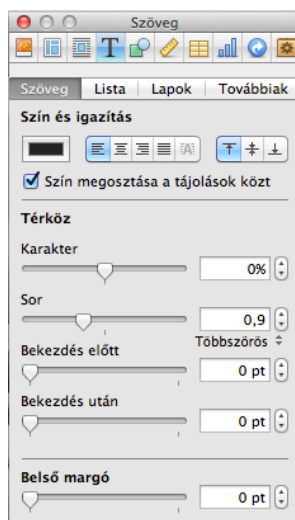 Szöveg
T
Szöveg Lista Lapok Továbbiak
Szín és igazítás
A
Szín megosztása a tájolások közt
Térköz
Karakter
0%
Sor
0,9
Többszörös
Bekezdés előtt
0 pt
Bekezdés után
0 pt
Belső margó
0 pt